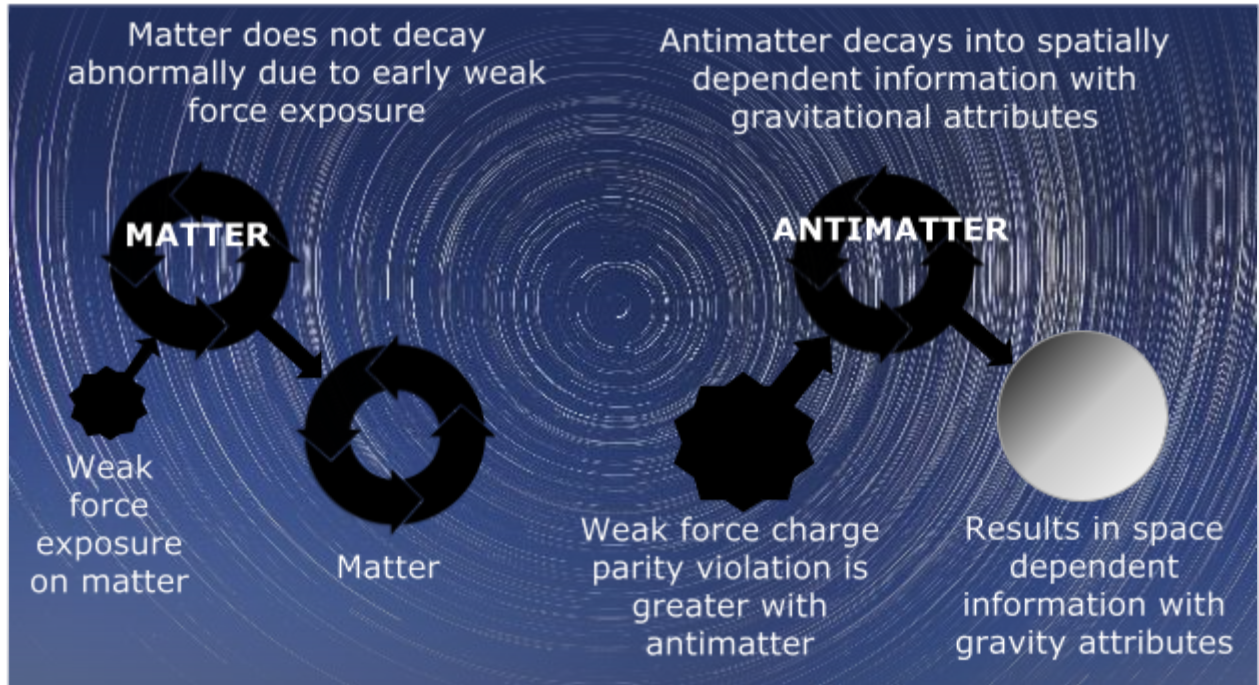 Matter does not decay
abnormally due to early weak
force exposure
Antimatter decays into spatially
dependent information with
gravitational attributes
MATTER
ANTIMATTER
Weak
force
exposure
on matter
Matter
Weak force charge
parity violation is
greater with
antimatter
Results in space
dependent
information with
gravity attributes